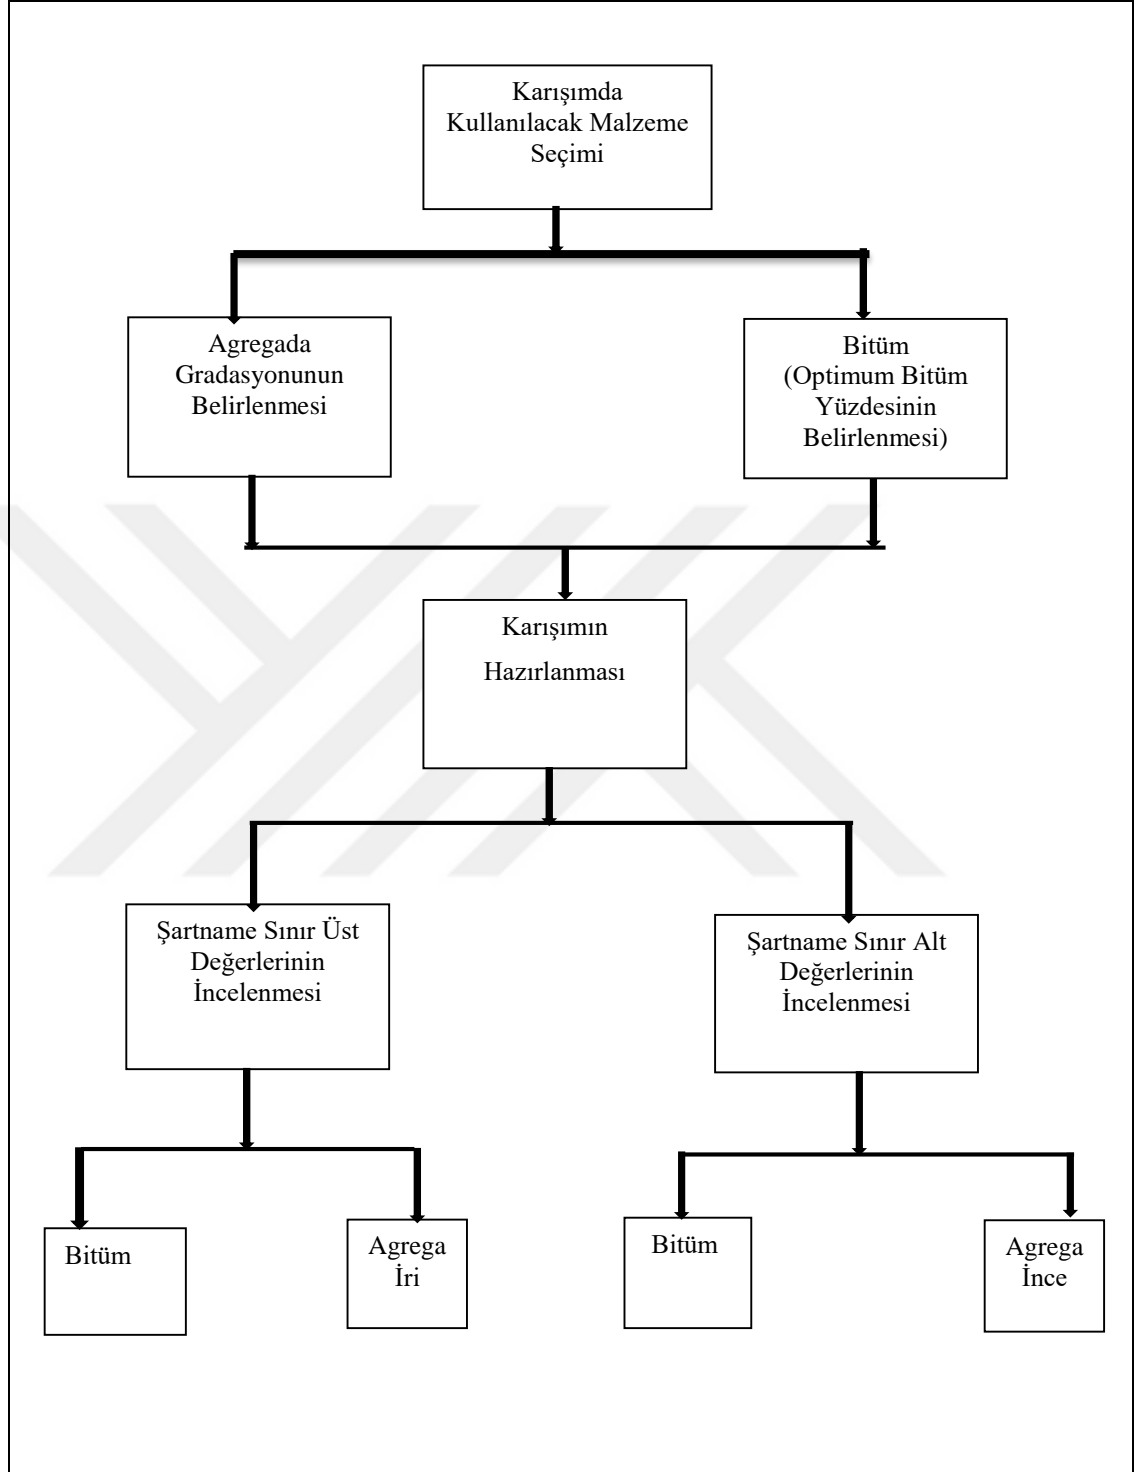 Karışımda
Kullanılacak Malzeme
Seçimi
Agregada
Gradasyonunun
Belirlenmesi
Bitüm
(Optimum Bitüm
Yüzdesinin
Belirlenmesi)
Karışımın
Hazırlanması
Şartname Sınır Üst
Değerlerinin
İncelenmesi
Şartname Sınır Alt
Değerlerinin
İncelenmesi
Bitüm
Agrega
İri
Bitüm
Agrega
İnce